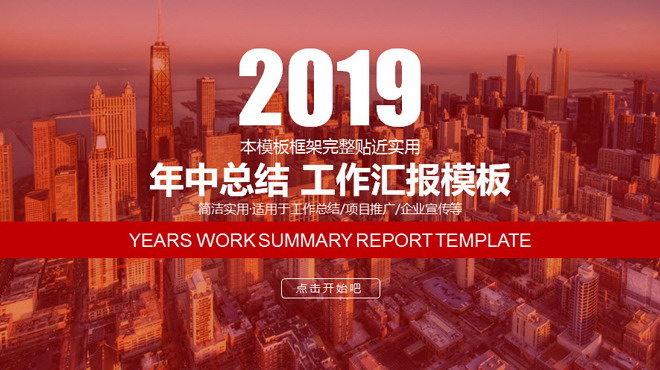 2019
本模板框架完整贴近实用
年中总结 工作汇报模板
简洁实用·适用于工作总结/项目推广/企业宣传等
YEARS WORK SUMMARY REPORT TEMPLATE
点击开始吧